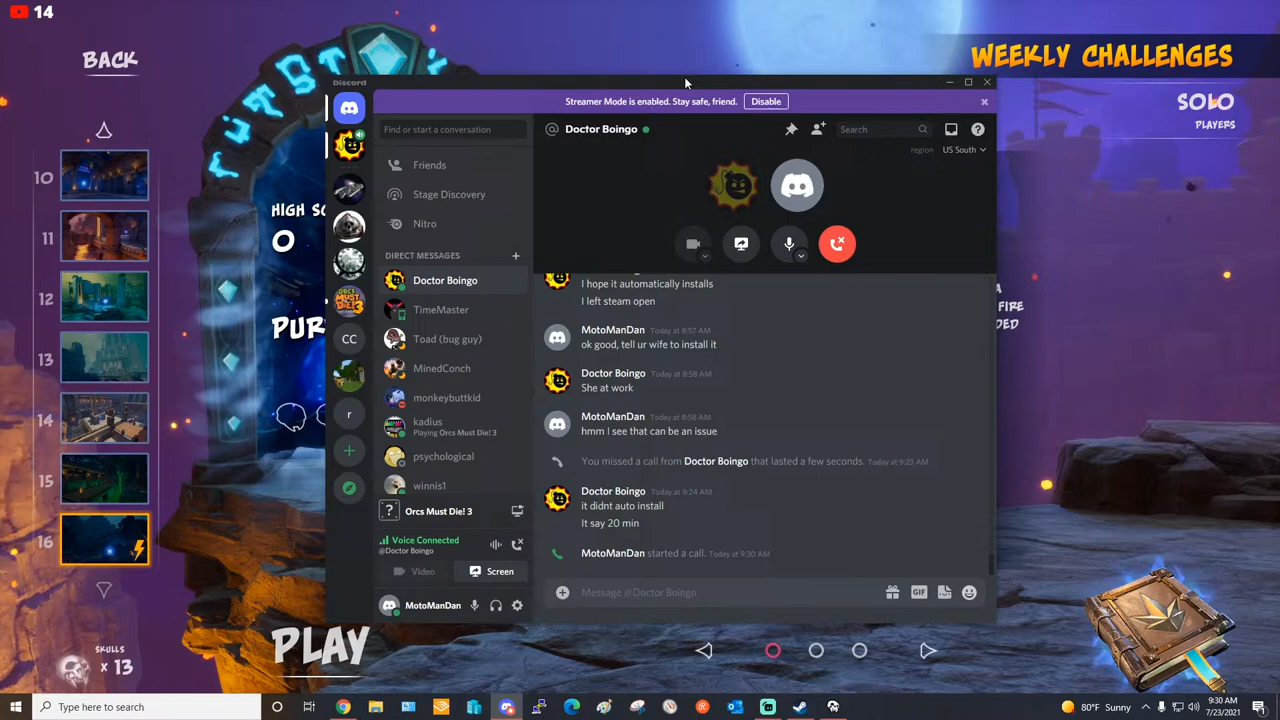 14
BACK
WEEKLY CHALLENGES
SOLO
PLAYERS
10
11
12
13
14
15
16
HIGH SC
0
PUR
FIRE
DED
SKULLS
× 13
PLAY
Discord
Streamer Mode is enabled. Stay safe, friend.
Disable
Find or start a conversation
Doctor Boingo
Search
region
US South
Friends
Stage Discovery
Nitro
DIRECT MESSAGES
Doctor Boingo
TimeMaster
Toad (bug guy)
MinedConch
monkeybuttkid
kadius
Playing Orcs Must Die! 3
psychological
winnis1
CC
r
Orcs Must Die! 3
Voice Connected
@Doctor Boingo
Video
Screen
MotoManDan
I hope it automatically installs
I left steam open
MotoManDan Today at 8:57 AM
ok good, tell ur wife to install it
Doctor Boingo Today at 8:58 AM
She at work
MotoManDan Today at 8:58 AM
hmm I see that can be an issue
You missed a call from Doctor Boingo that lasted a few seconds. Today at 9:23 AM
Doctor Boingo Today at 9:24 AM
it didnt auto install
It say 20 min
MotoManDan started a call. Today at 9:30 AM
Message @Doctor Boingo
GIF
Type here to search
80°F Sunny
9:30 AM
7/23/2021